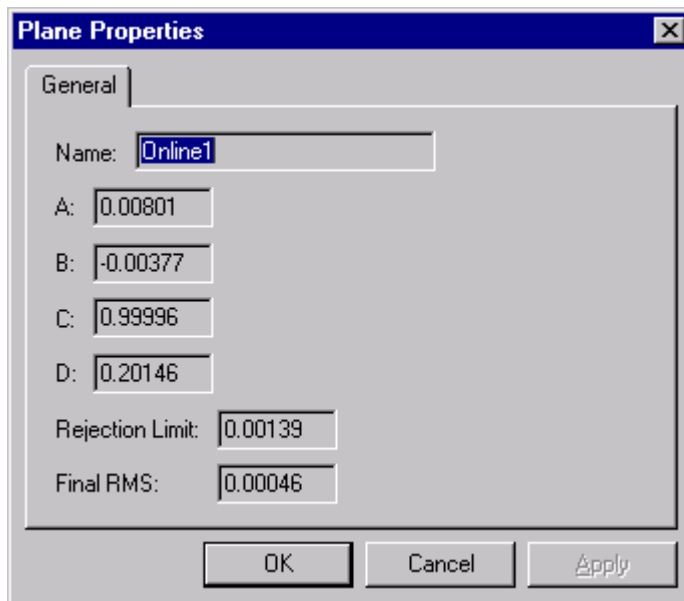 Plane Properties
General
Name: Online1
A: 0.00801
B: -0.00377
C: 0.99996
D: 0.20146
Rejection Limit: 0.00139
Final RMS: 0.00046
OK Cancel Apply